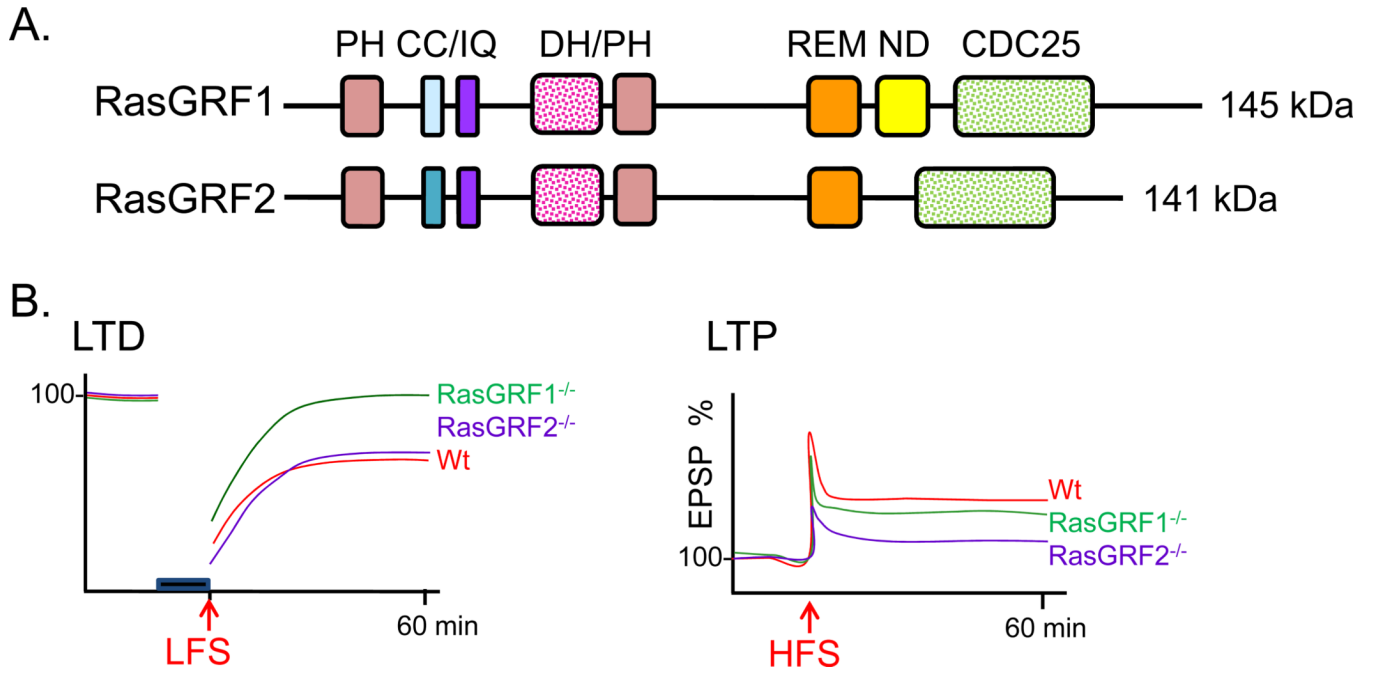 A.
PH CC/IQ DH/PH REM ND CDC25
RasGRF1 145 kDa
RasGRF2 141 kDa
B.
LTD
100
RasGRF1-/-
RasGRF2-/-
Wt
60 min
LFS
LTP
EPSP %
100
Wt
RasGRF1-/-
RasGRF2-/-
60 min
HFS